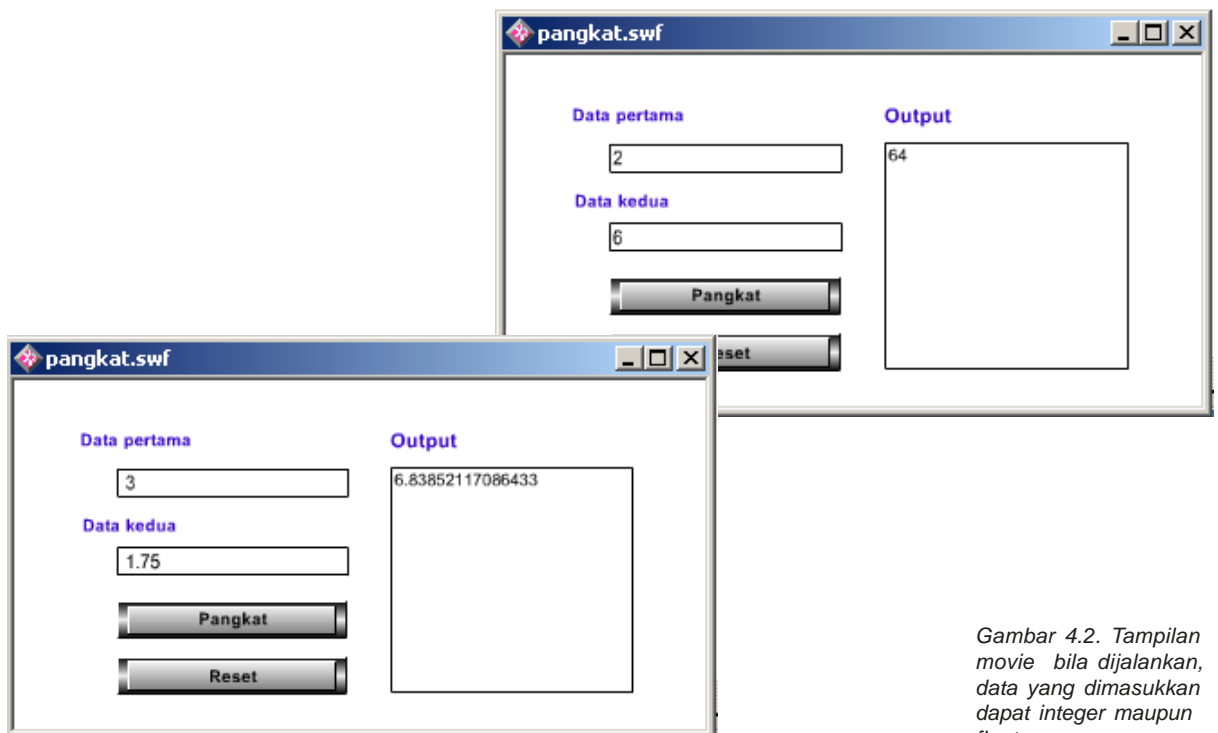 pangkat.swf
Data pertama
Output
2
64
Data kedua
6
Pangkat
pangkat.swf
Data pertama
Output
3
6.83852117086433
Data kedua
1.75
Pangkat
Reset
Gambar 4.2. Tampilan
movie bila dijalankan,
data yang dimasukkan
dapat integer maupun